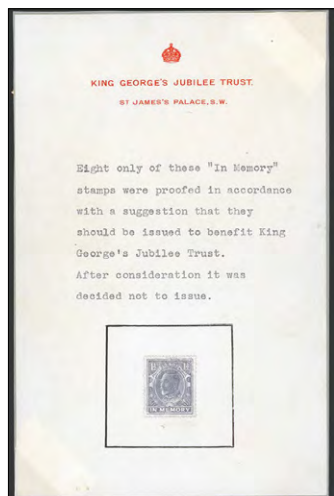 KING GEORGE'S JUBILEE TRUST.
ST JAMES'S PALACE, S.W.
Eight only of these "In Memory"
stamps were proofed in accordance
with a suggestion that they
should be issued to benefit King
George's Jubilee Trust.
After consideration it was
decided not to issue.
IN MEMORY